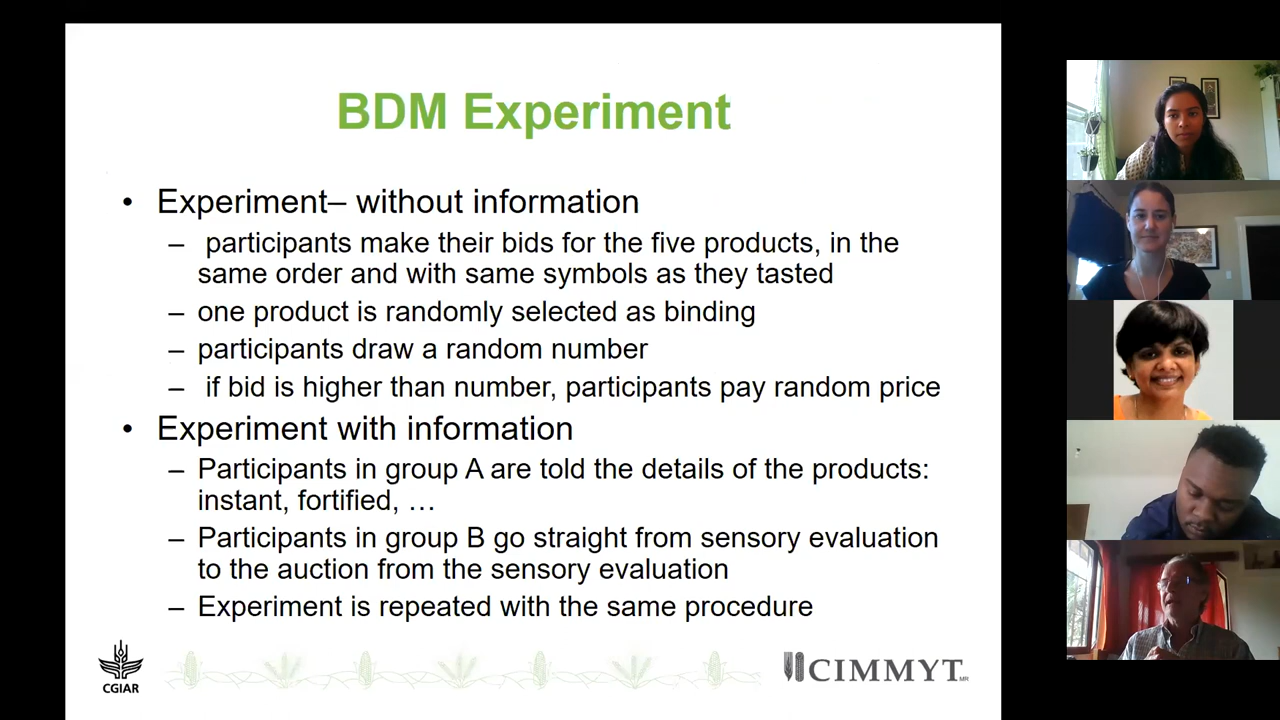 BDM Experiment
• Experiment– without information
– participants make their bids for the five products, in the
same order and with same symbols as they tasted
– one product is randomly selected as binding
– participants draw a random number
– if bid is higher than number, participants pay random price
• Experiment with information
– Participants in group A are told the details of the products:
instant, fortified, …
– Participants in group B go straight from sensory evaluation
to the auction from the sensory evaluation
– Experiment is repeated with the same procedure
CGIAR
CIMMYT MR